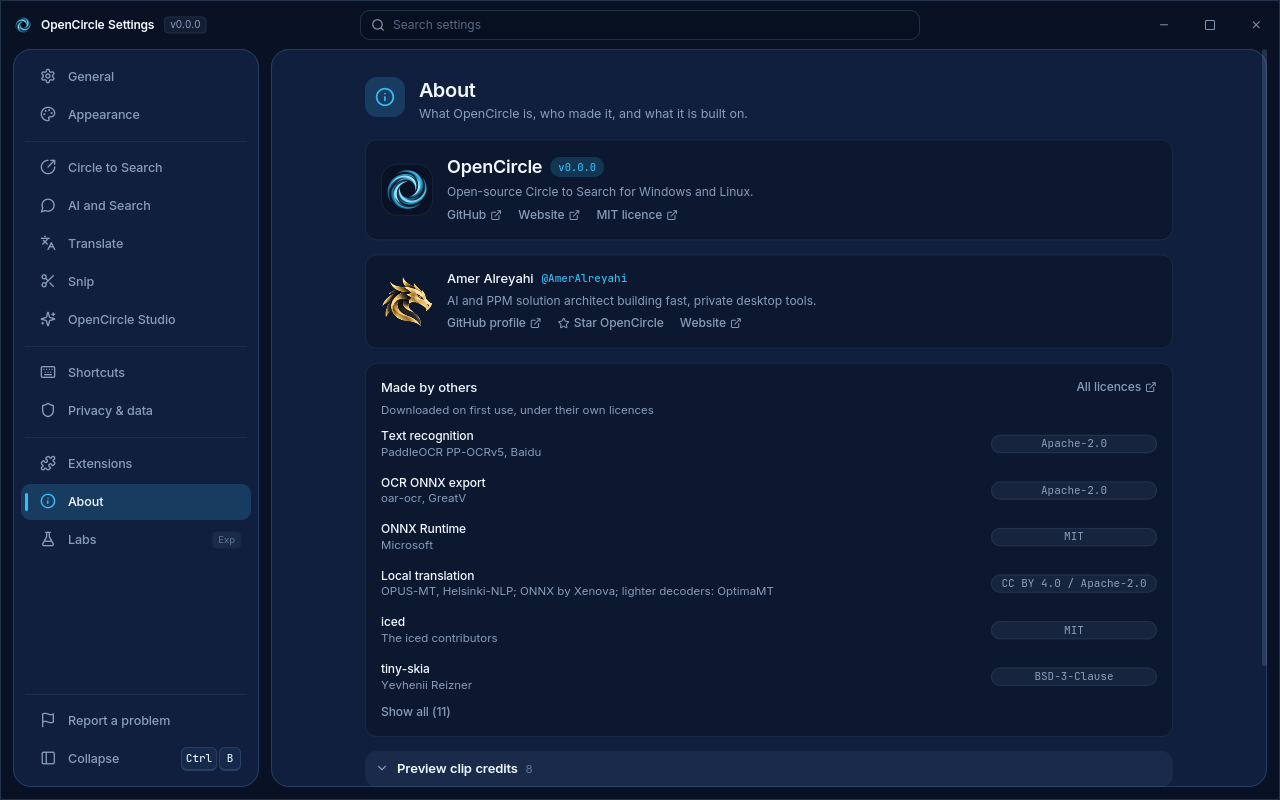 OpenCircle Settings v0.0.0
Search settings
General
Appearance
Circle to Search
AI and Search
Translate
Snip
OpenCircle Studio
Shortcuts
Privacy & data
Extensions
About
Labs Exp
Report a problem
Collapse Ctrl B
About
What OpenCircle is, who made it, and what it is built on.
OpenCircle v0.0.0
Open-source Circle to Search for Windows and Linux.
GitHub Website MIT licence
Amer Alreyahi @AmerAlreyahi
AI and PPM solution architect building fast, private desktop tools.
GitHub profile Star OpenCircle Website
Made by others All licences
Downloaded on first use, under their own licences
Text recognition
PaddleOCR PP-OCRv5, Baidu
Apache-2.0
OCR ONNX export
oar-ocr, GreatV
Apache-2.0
ONNX Runtime
Microsoft
MIT
Local translation
OPUS-MT, Helsinki-NLP; ONNX by Xenova; lighter decoders: OptimaMT
CC BY 4.0 / Apache-2.0
iced
The iced contributors
MIT
tiny-skia
Yevhenii Reizner
BSD-3-Clause
Show all (11)
Preview clip credits 8